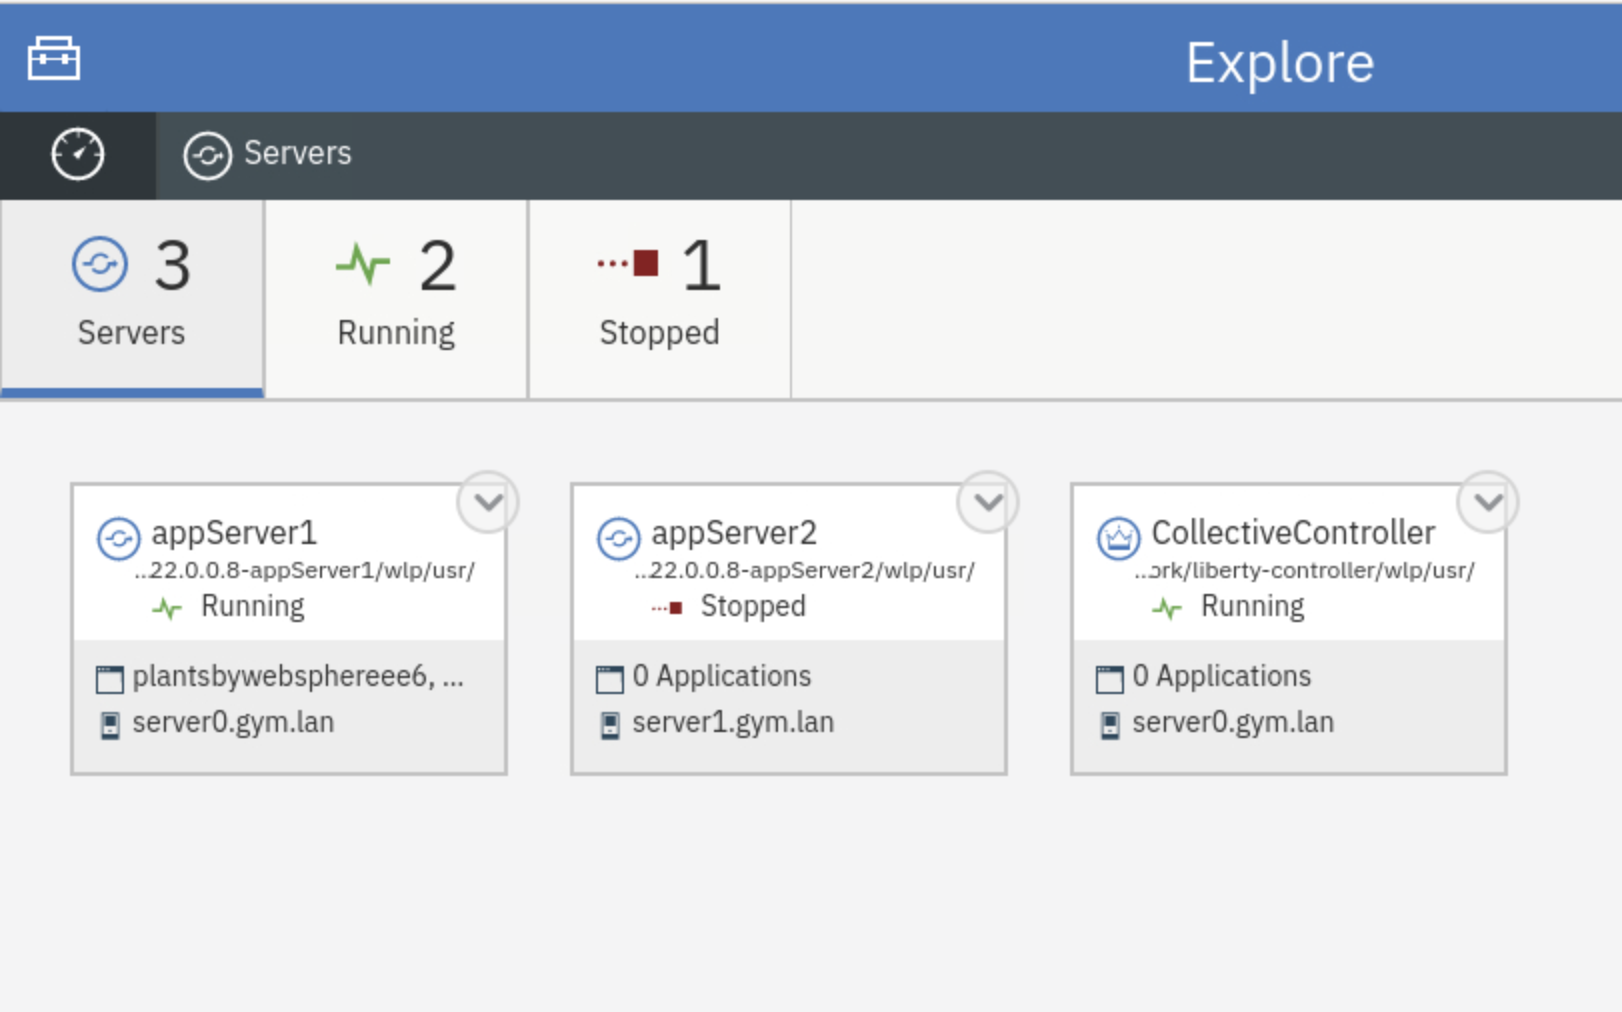 Explore
Servers
3
Servers
2
Running
1
Stopped
appServer1
...22.0.0.8-appServer1/wlp/usr/
Running
plantsbywebsphereee6, ...
server0.gym.lan
appServer2
...22.0.0.8-appServer2/wlp/usr/
Stopped
0 Applications
server1.gym.lan
CollectiveController
...ork/liberty-controller/wlp/usr/
Running
0 Applications
server0.gym.lan